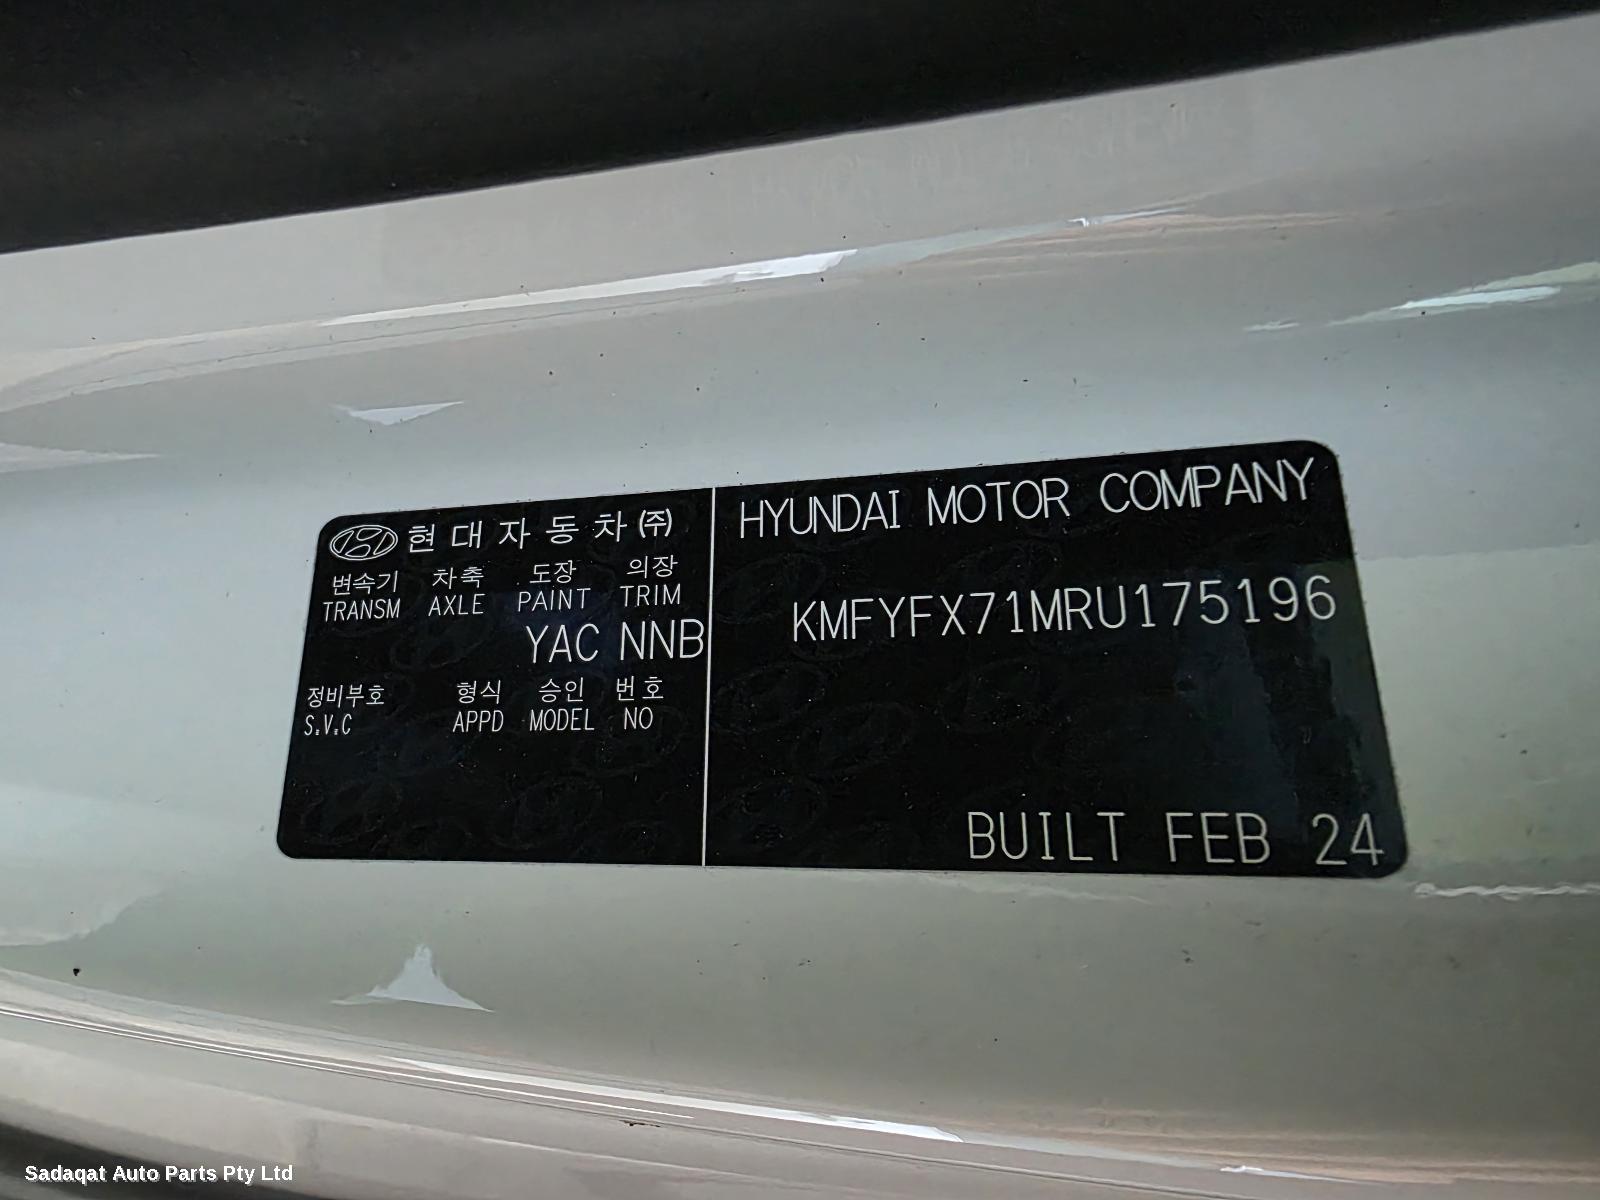 현대자동차㈜
변속기 차축 도장 의장
TRANSM AXLE PAINT TRIM
YAC NNB
정비부호 형식 승인 번호
S.V.C APPD MODEL NO
HYUNDAI MOTOR COMPANY
KMFYFX71MRU175196
BUILT FEB 24
Sadaqat Auto Parts Pty Ltd